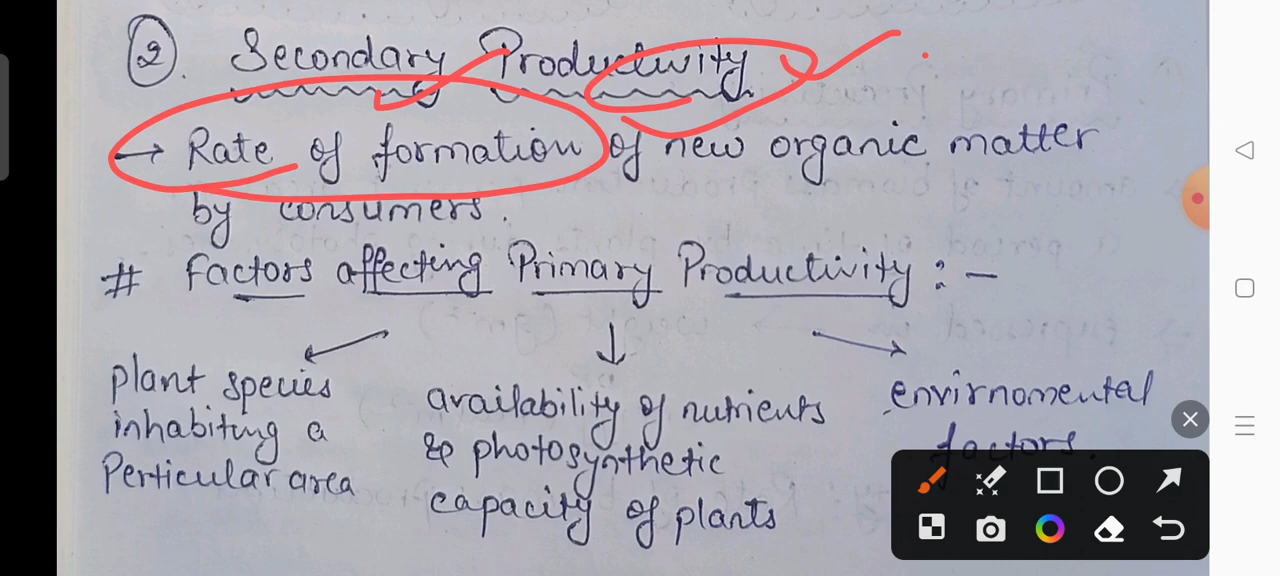 ② Secondary Productivity
→ Rate of formation of new organic matter
by consumers.
# Factors affecting Primary Productivity : –
plant species
inhabiting a
Perticular area
availability of nutrients
& photosynthetic
capacity of plants
envirnomental
factors.